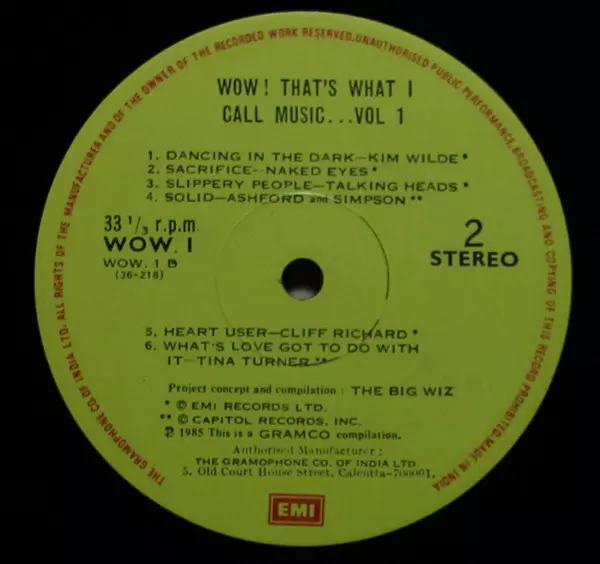 THE GRAMOPHONE CO. OF INDIA LTD. ALL RIGHTS OF THE MANUFACTURER AND OF THE OWNER OF THE RECORDED WORK RESERVED. UNAUTHORISED PUBLIC PERFORMANCE, BROADCASTING AND COPYING OF THIS RECORD PROHIBITED. MADE IN INDIA
WOW! THAT'S WHAT I
CALL MUSIC...VOL 1
1. DANCING IN THE DARK—KIM WILDE*
2. SACRIFICE—NAKED EYES*
3. SLIPPERY PEOPLE—TALKING HEADS*
4. SOLID—ASHFORD and SIMPSON**
33 1/3 r.p.m.
WOW. 1
WOW. 1 B
(36-218)
2
STEREO
5. HEART USER—CLIFF RICHARD*
6. WHAT'S LOVE GOT TO DO WITH
IT—TINA TURNER**
Project concept and compilation : THE BIG WIZ
* © EMI RECORDS LTD.
** © CAPITOL RECORDS, INC.
℗ 1985 This is a GRAMCO compilation.
Authorised Manufacturer :
THE GRAMOPHONE CO. OF INDIA LTD
5, Old Court House Street, Calcutta-700001.
EMI